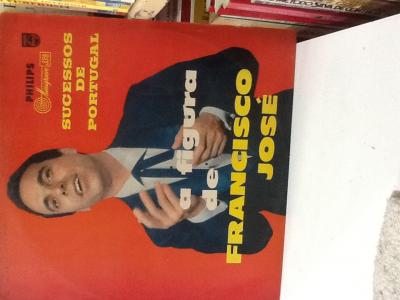 PHILIPS
SUCESSOS
DE
PORTUGAL
a figura
de
FRANCISCO
JOSÉ